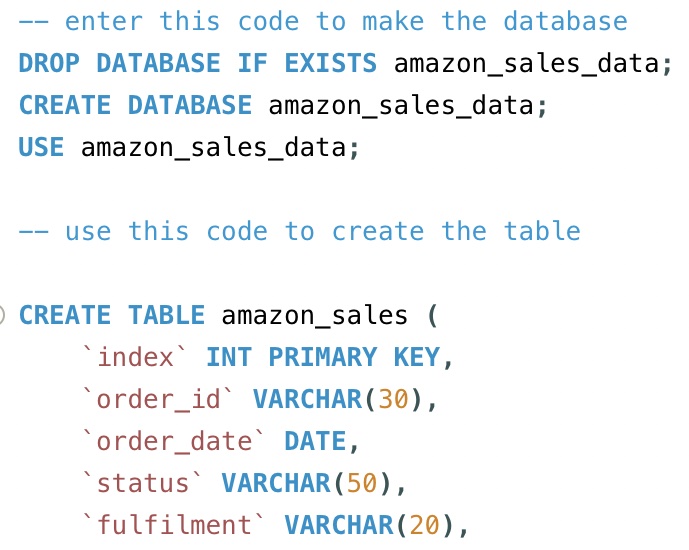 -- enter this code to make the database
DROP DATABASE IF EXISTS amazon_sales_data;
CREATE DATABASE amazon_sales_data;
USE amazon_sales_data;
-- use this code to create the table
CREATE TABLE amazon_sales (
`index` INT PRIMARY KEY,
`order_id` VARCHAR(30),
`order_date` DATE,
`status` VARCHAR(50),
`fulfilment` VARCHAR(20),